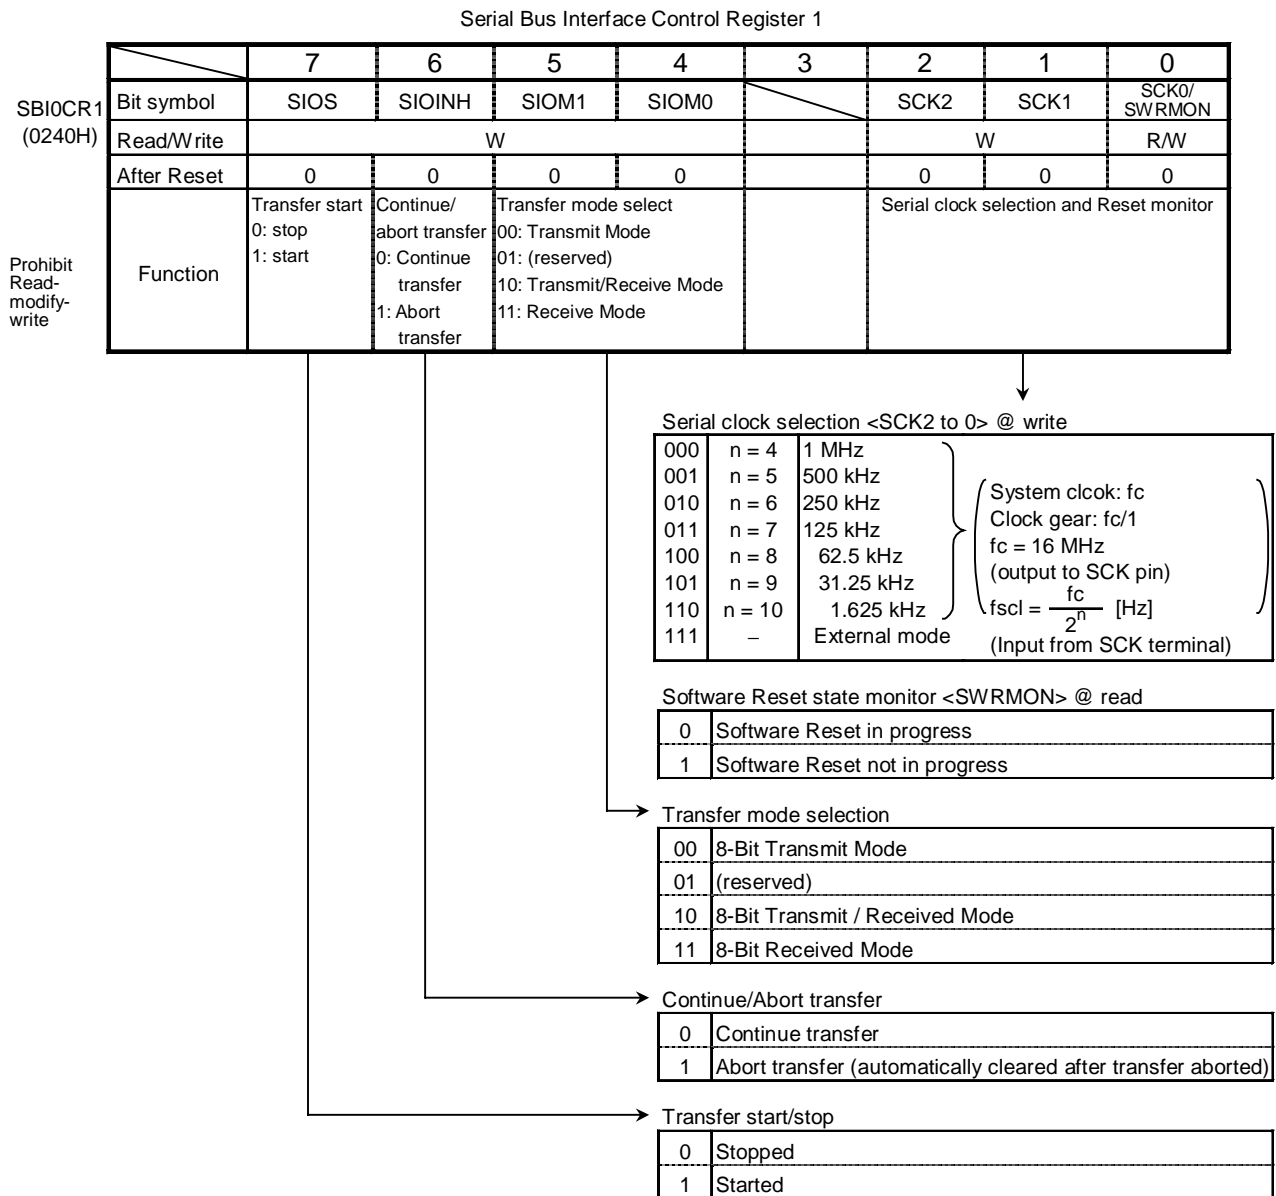 Serial Bus Interface Control Register 1
7 6 5 4 3 2 1 0
SBI0CR1
(0240H)
Bit symbol SIOS SIOINH SIOM1 SIOM0 SCK2 SCK1 SCK0/
SWRMON
Read/Write W W R/W
After Reset 0 0 0 0 0 0 0
Prohibit
Read-
modify-
write
Function
Transfer start
0: stop
1: start
Continue/
abort transfer
0: Continue
transfer
1: Abort
transfer
Transfer mode select
00: Transmit Mode
01: (reserved)
10: Transmit/Receive Mode
11: Receive Mode
Serial clock selection and Reset monitor
Serial clock selection <SCK2 to 0> @ write
000 n = 4 1 MHz
001 n = 5 500 kHz
010 n = 6 250 kHz
011 n = 7 125 kHz
100 n = 8 62.5 kHz
101 n = 9 31.25 kHz
110 n = 10 1.625 kHz
111 – External mode
System clcok: fc
Clock gear: fc/1
fc = 16 MHz
(output to SCK pin)
fscl = fc / 2^n [Hz]
(Input from SCK terminal)
Software Reset state monitor <SWRMON> @ read
0 Software Reset in progress
1 Software Reset not in progress
Transfer mode selection
00 8-Bit Transmit Mode
01 (reserved)
10 8-Bit Transmit / Received Mode
11 8-Bit Received Mode
Continue/Abort transfer
0 Continue transfer
1 Abort transfer (automatically cleared after transfer aborted)
Transfer start/stop
0 Stopped
1 Started